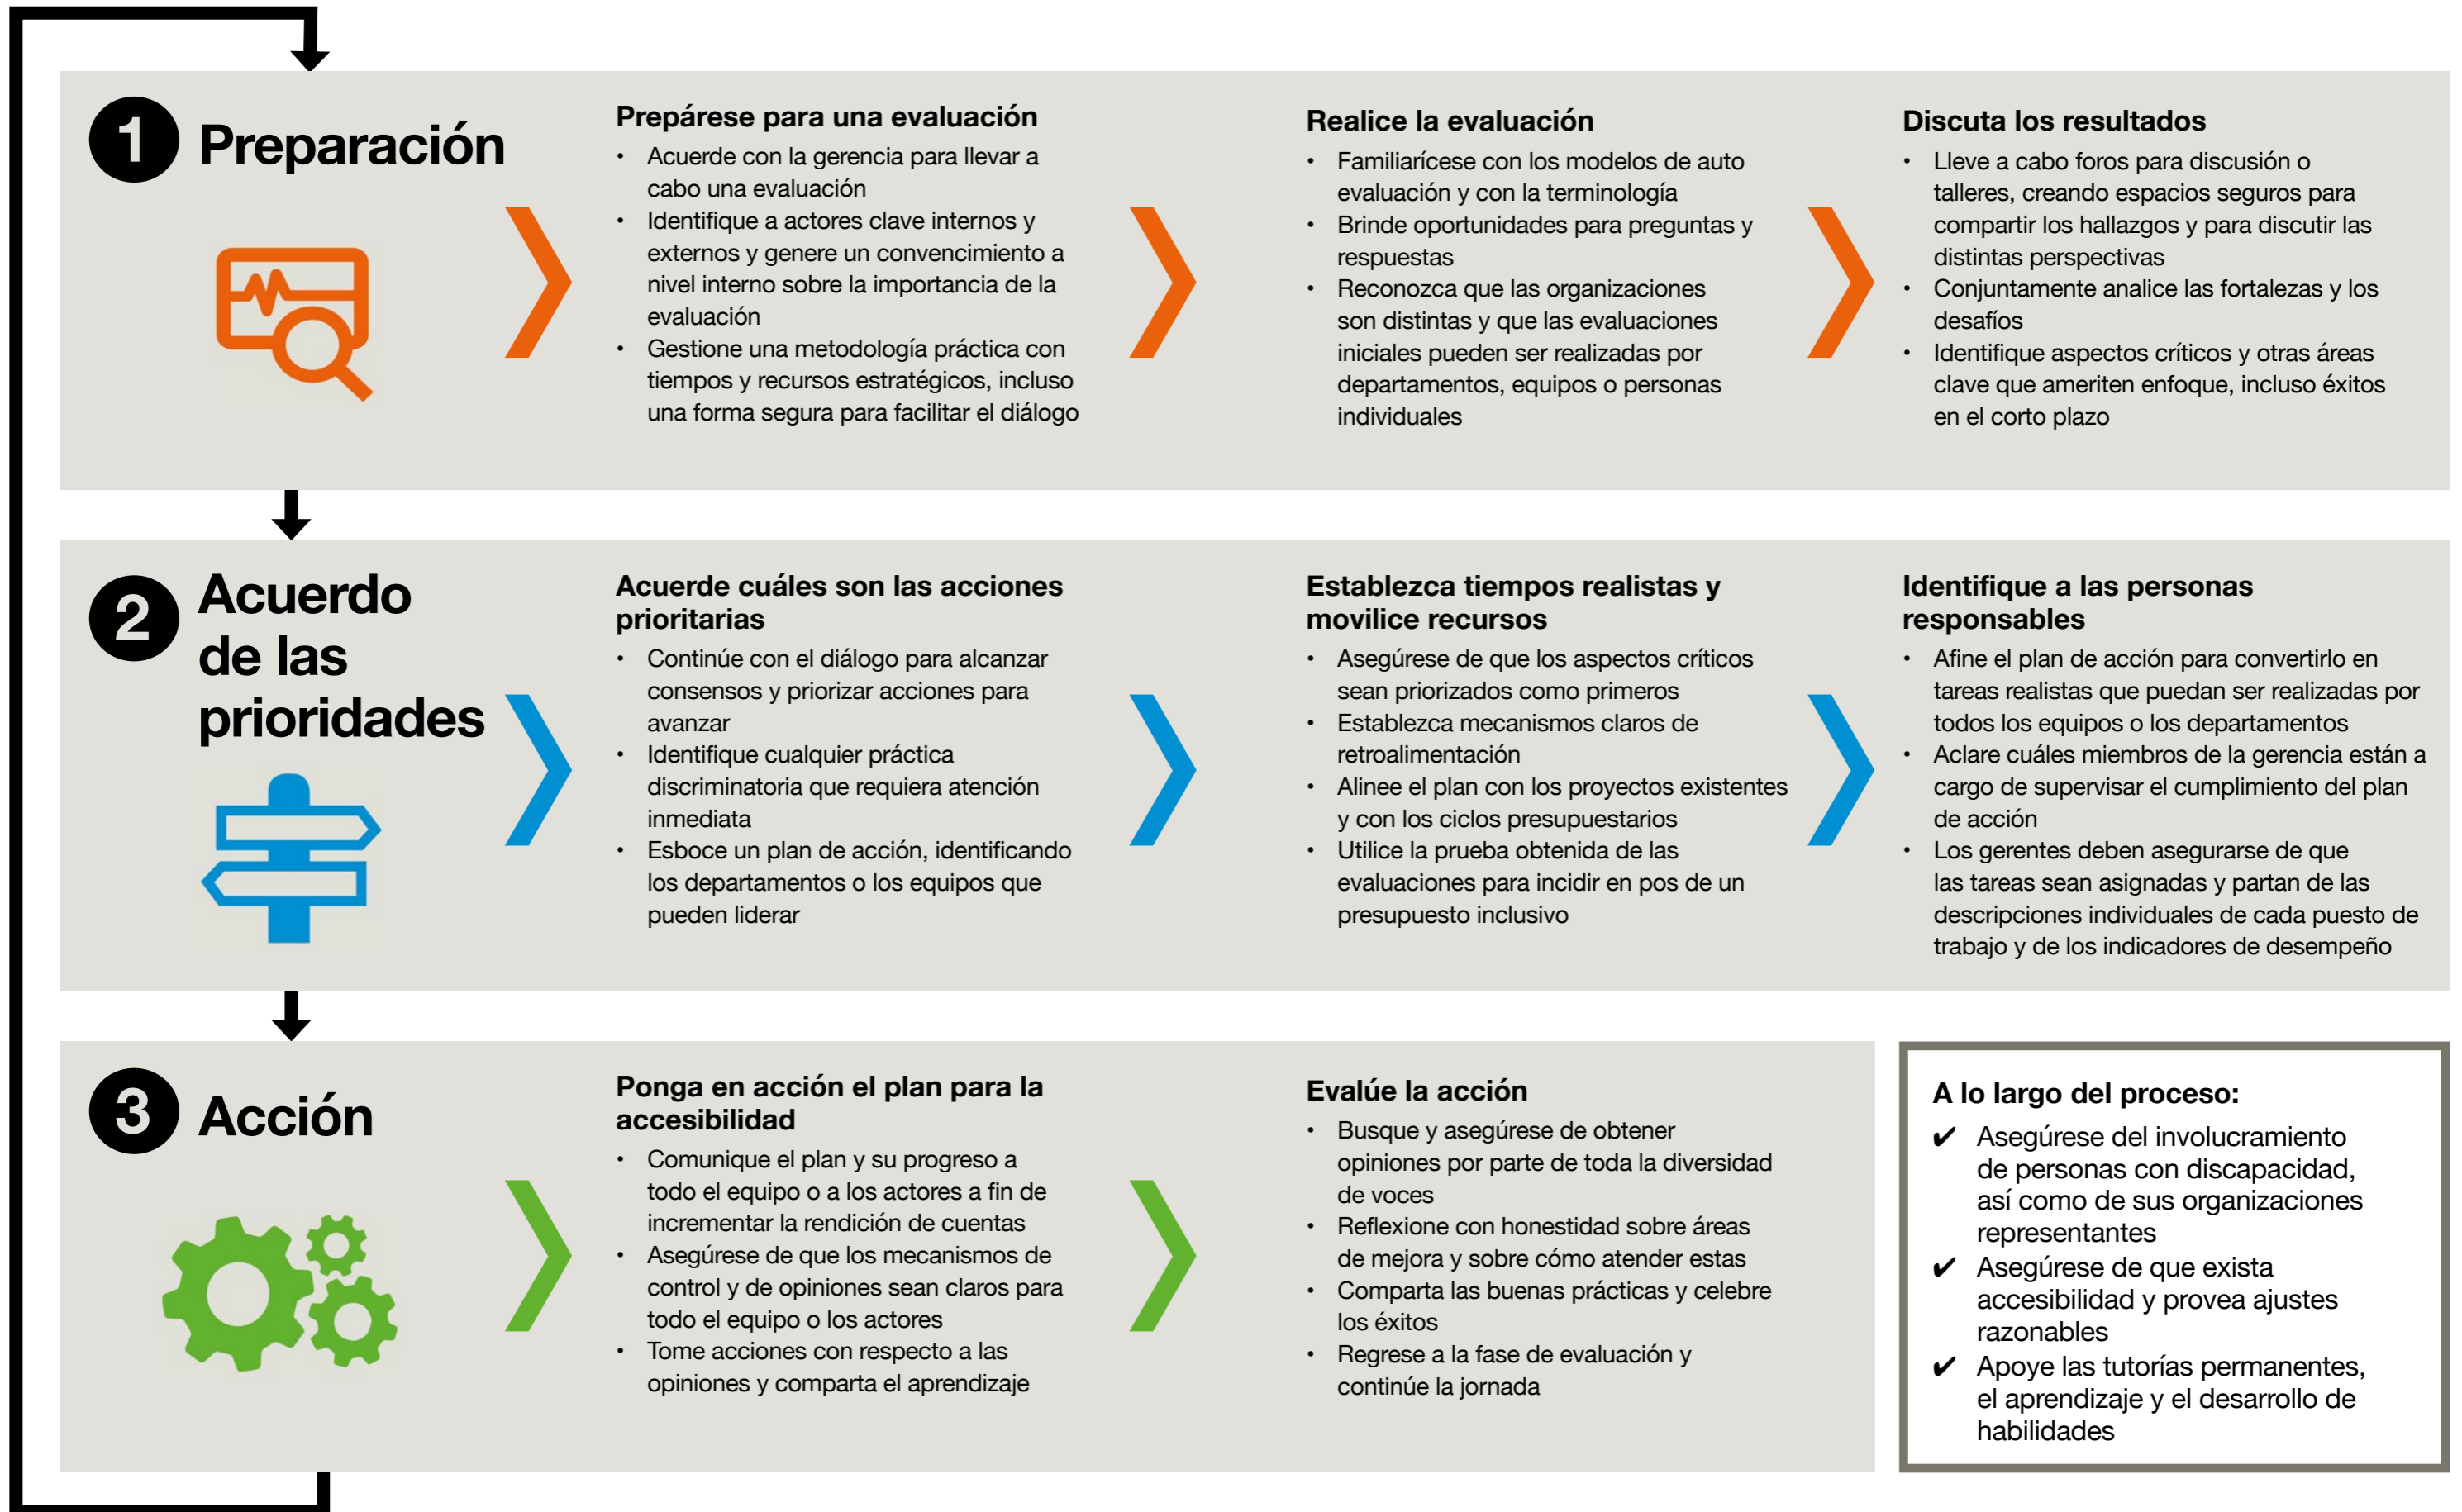 1
Preparación
Prepárese para una evaluación
• Acuerde con la gerencia para llevar a
cabo una evaluación
• Identifique a actores clave internos y
externos y genere un convencimiento a
nivel interno sobre la importancia de la
evaluación
• Gestione una metodología práctica con
tiempos y recursos estratégicos, incluso
una forma segura para facilitar el diálogo
Realice la evaluación
• Familiarícese con los modelos de auto
evaluación y con la terminología
• Brinde oportunidades para preguntas y
respuestas
• Reconozca que las organizaciones
son distintas y que las evaluaciones
iniciales pueden ser realizadas por
departamentos, equipos o personas
individuales
Discuta los resultados
• Lleve a cabo foros para discusión o
talleres, creando espacios seguros para
compartir los hallazgos y para discutir las
distintas perspectivas
• Conjuntamente analice las fortalezas y los
desafíos
• Identifique aspectos críticos y otras áreas
clave que ameriten enfoque, incluso éxitos
en el corto plazo
2
Acuerdo
de las
prioridades
Acuerde cuáles son las acciones
prioritarias
• Continúe con el diálogo para alcanzar
consensos y priorizar acciones para
avanzar
• Identifique cualquier práctica
discriminatoria que requiera atención
inmediata
• Esboce un plan de acción, identificando
los departamentos o los equipos que
pueden liderar
Establezca tiempos realistas y
movilice recursos
• Asegúrese de que los aspectos críticos
sean priorizados como primeros
• Establezca mecanismos claros de
retroalimentación
• Alinee el plan con los proyectos existentes
y con los ciclos presupuestarios
• Utilice la prueba obtenida de las
evaluaciones para incidir en pos de un
presupuesto inclusivo
Identifique a las personas
responsables
• Afine el plan de acción para convertirlo en
tareas realistas que puedan ser realizadas por
todos los equipos o los departamentos
• Aclare cuáles miembros de la gerencia están a
cargo de supervisar el cumplimiento del plan
de acción
• Los gerentes deben asegurarse de que
las tareas sean asignadas y partan de las
descripciones individuales de cada puesto de
trabajo y de los indicadores de desempeño
3
Acción
Ponga en acción el plan para la
accesibilidad
• Comunique el plan y su progreso a
todo el equipo o a los actores a fin de
incrementar la rendición de cuentas
• Asegúrese de que los mecanismos de
control y de opiniones sean claros para
todo el equipo o los actores
• Tome acciones con respecto a las
opiniones y comparta el aprendizaje
Evalúe la acción
• Busque y asegúrese de obtener
opiniones por parte de toda la diversidad
de voces
• Reflexione con honestidad sobre áreas
de mejora y sobre cómo atender estas
• Comparta las buenas prácticas y celebre
los éxitos
• Regrese a la fase de evaluación y
continúe la jornada
A lo largo del proceso:
✔ Asegúrese del involucramiento
de personas con discapacidad,
así como de sus organizaciones
representantes
✔ Asegúrese de que exista
accesibilidad y provea ajustes
razonables
✔ Apoye las tutorías permanentes,
el aprendizaje y el desarrollo de
habilidades